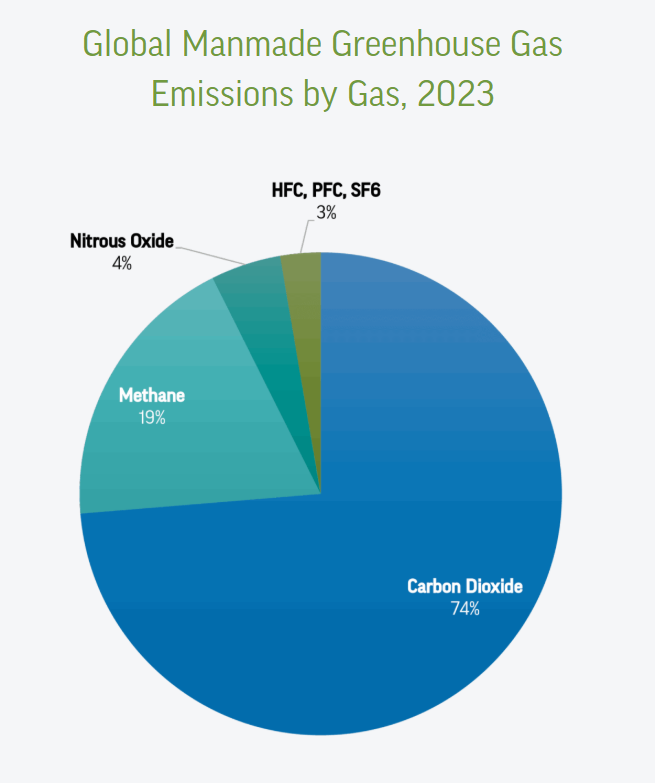 Global Manmade Greenhouse Gas
Emissions by Gas, 2023
HFC, PFC, SF6
3%
Nitrous Oxide
4%
Methane
19%
Carbon Dioxide
74%